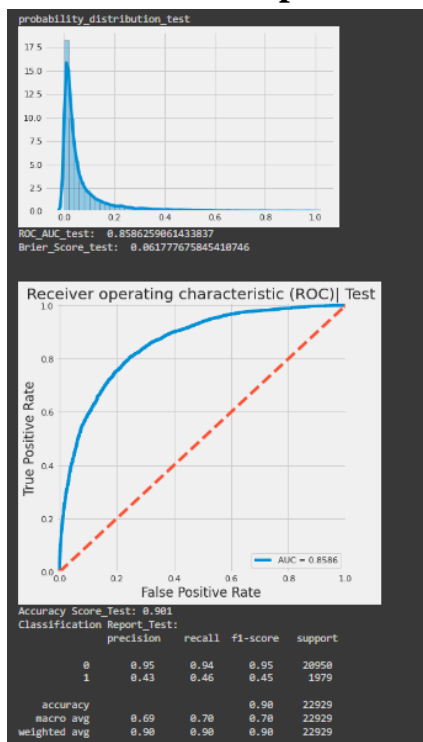 probability_distribution_test
17.5
15.0
12.5
10.0
7.5
5.0
2.5
0.0
0.0 0.2 0.4 0.6 0.8 1.0
ROC_AUC_test: 0.8586259061433837
Brier_Score_test: 0.061777675845410746
Receiver operating characteristic (ROC)| Test
1.0
0.8
0.6
0.4
0.2
0.0
True Positive Rate
AUC = 0.8586
0.0 0.2 0.4 0.6 0.8 1.0
False Positive Rate
Accuracy Score_Test: 0.901
Classification Report_Test:
precision recall f1-score support
0 0.95 0.94 0.95 20950
1 0.43 0.46 0.45 1979
accuracy 0.90 22929
macro avg 0.69 0.70 0.70 22929
weighted avg 0.90 0.90 0.90 22929